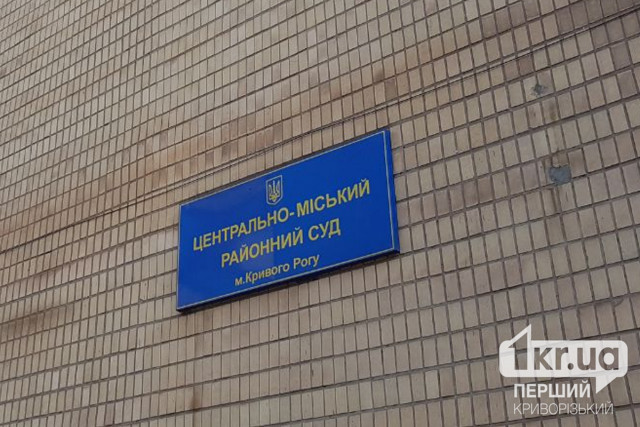 ЦЕНТРАЛЬНО-МІСЬКИЙ
РАЙОННИЙ СУД
м.Кривого Рогу
1kr.ua
ПЕРШИЙ
КРИВОРІЗЬКИЙ